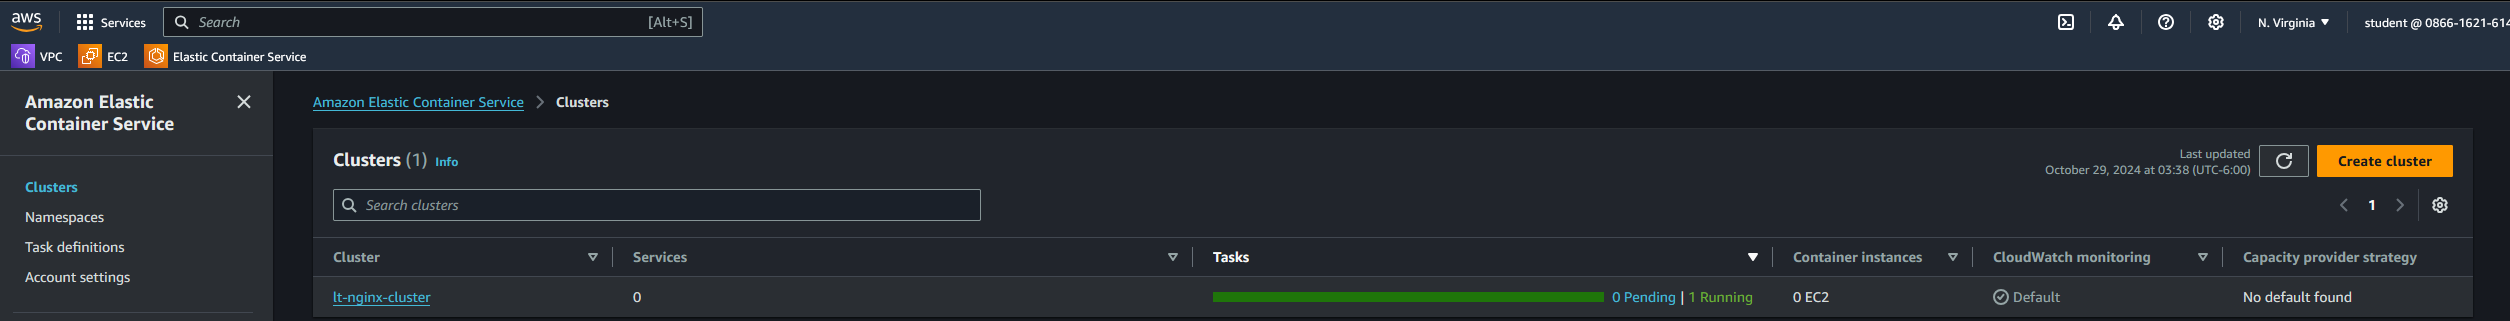 aws
Services
Search
[Alt+S]
N. Virginia
student @ 0866-1621-614
VPC
EC2
Elastic Container Service
Amazon Elastic
Container Service
Clusters
Namespaces
Task definitions
Account settings
Amazon Elastic Container Service > Clusters
Clusters (1) Info
Last updated
October 29, 2024 at 03:38 (UTC-6:00)
Create cluster
Search clusters
1
Cluster Services Tasks Container instances CloudWatch monitoring Capacity provider strategy
lt-nginx-cluster 0 0 Pending | 1 Running 0 EC2 Default No default found